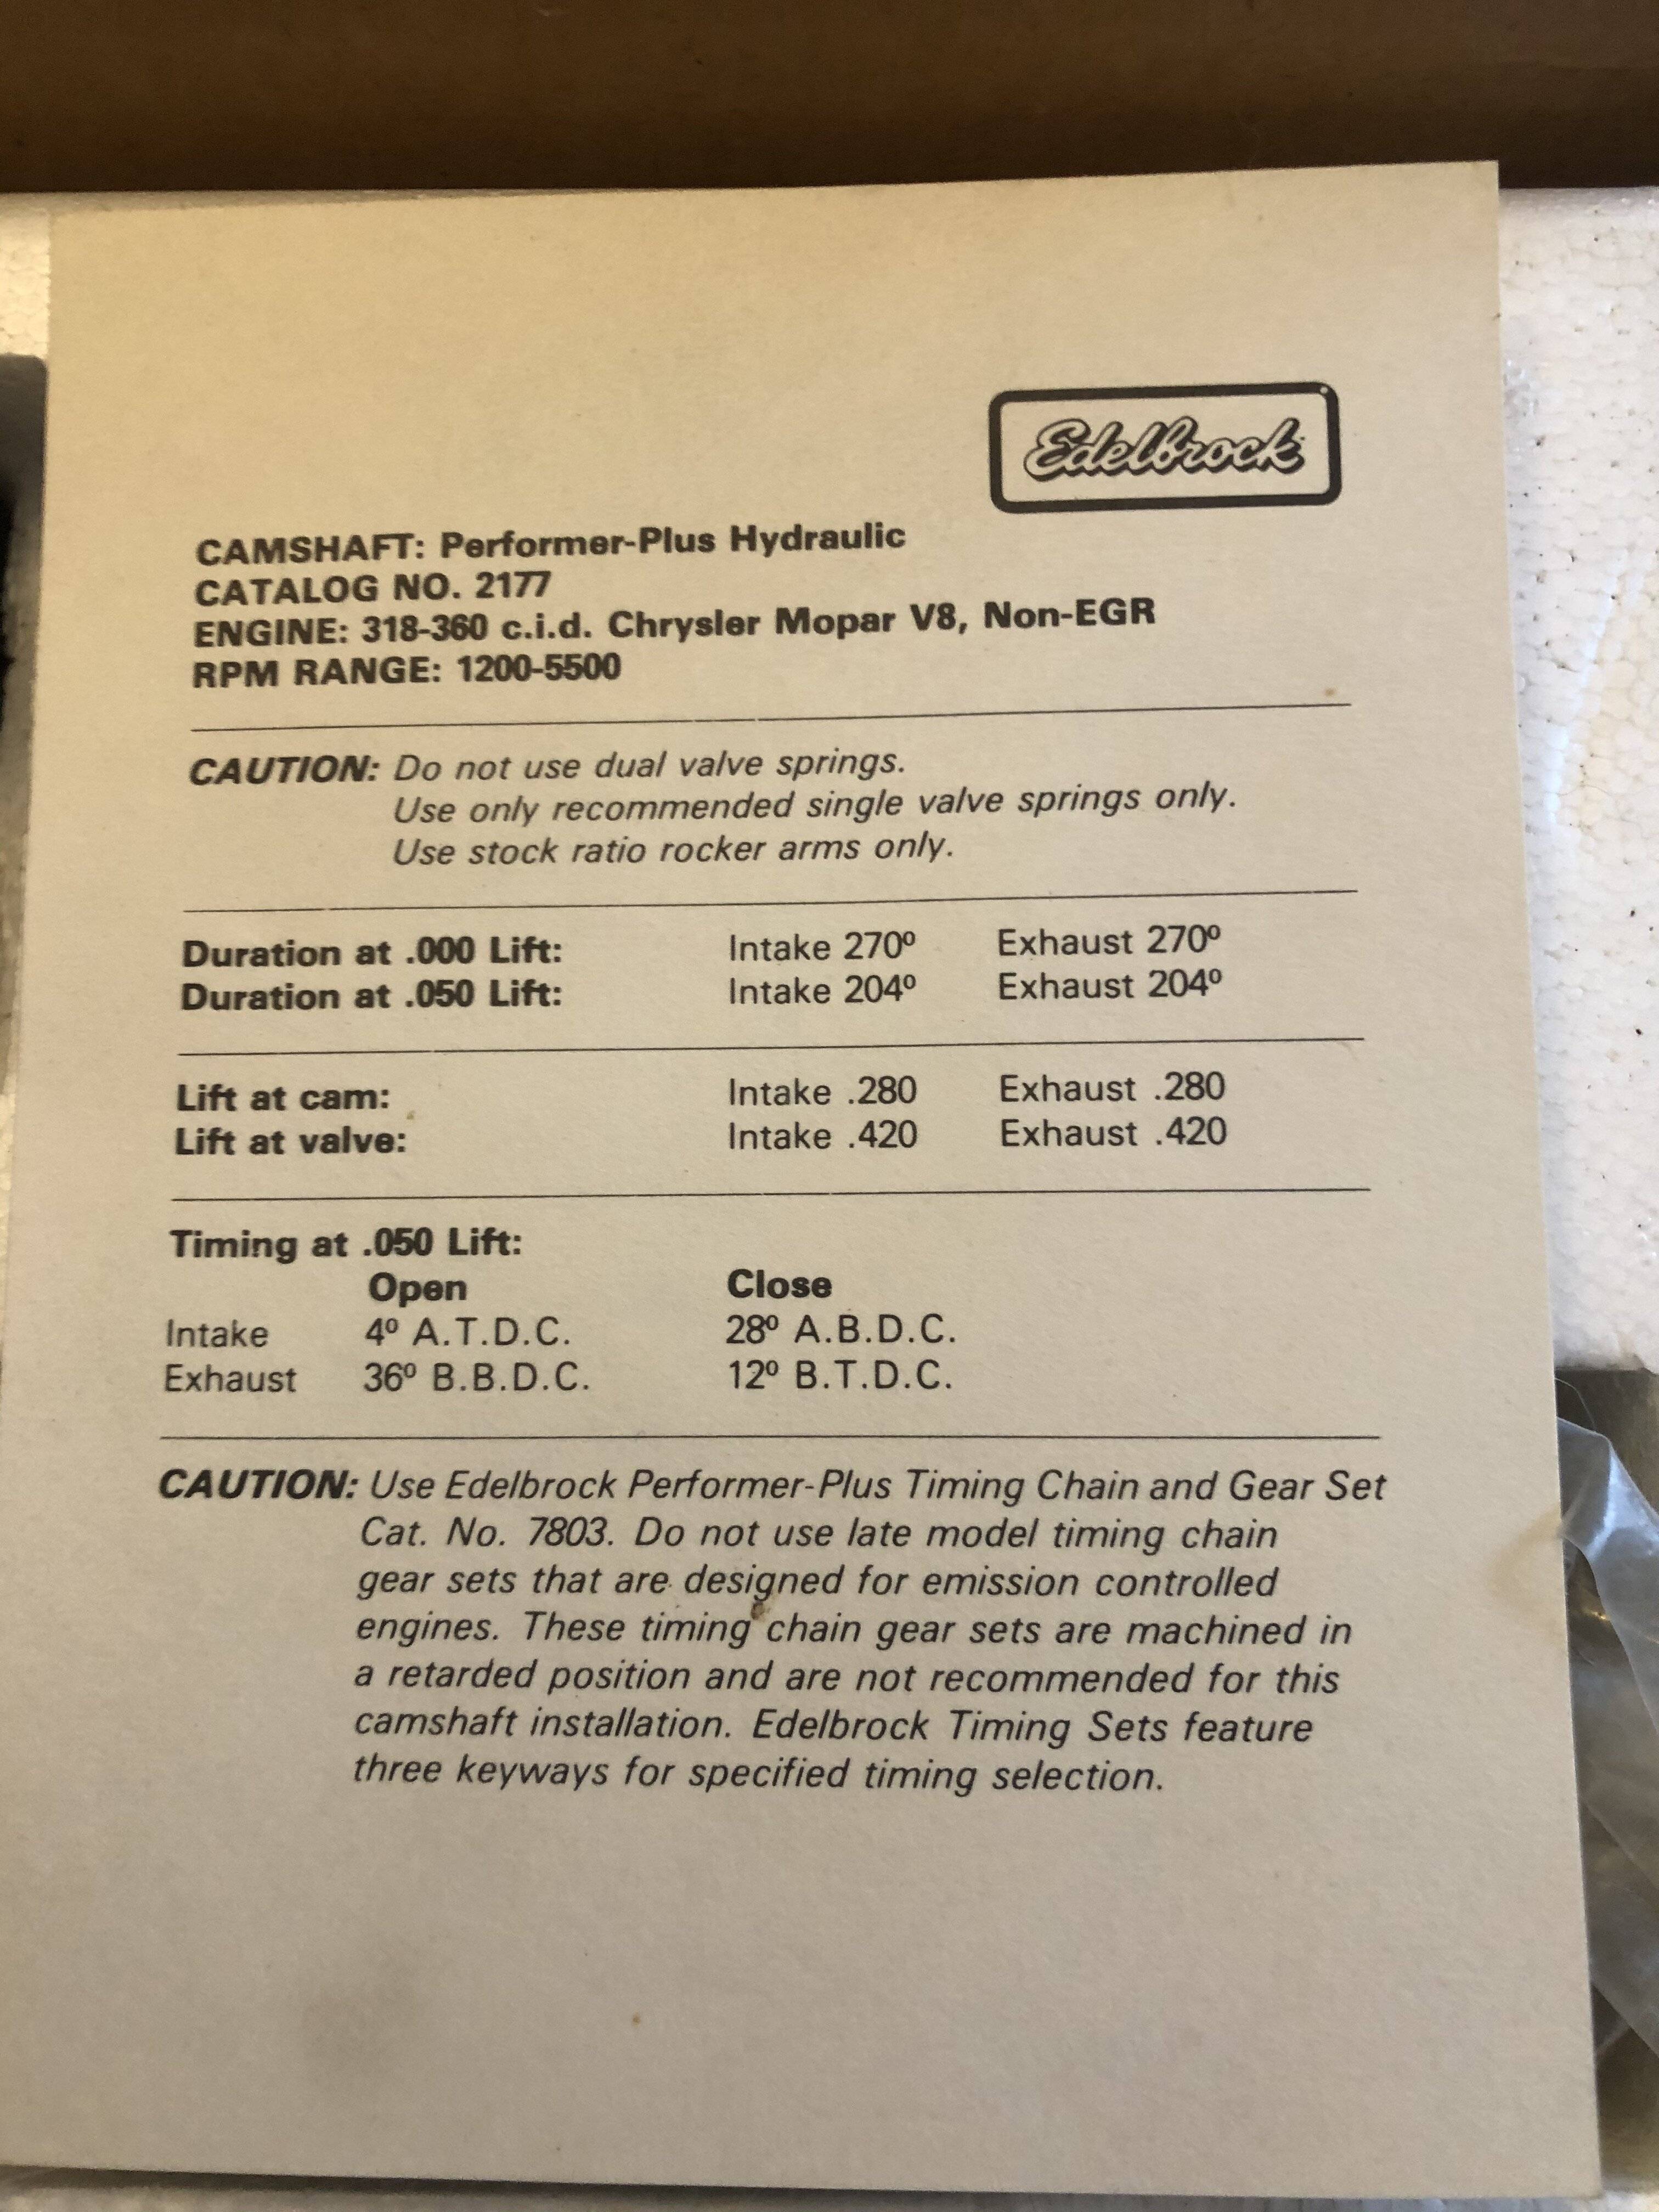 Edelbrock
CAMSHAFT: Performer-Plus Hydraulic
CATALOG NO. 2177
ENGINE: 318-360 c.i.d. Chrysler Mopar V8, Non-EGR
RPM RANGE: 1200-5500
CAUTION: Do not use dual valve springs.
Use only recommended single valve springs only.
Use stock ratio rocker arms only.
Duration at .000 Lift: Intake 270º Exhaust 270º
Duration at .050 Lift: Intake 204º Exhaust 204º
Lift at cam: Intake .280 Exhaust .280
Lift at valve: Intake .420 Exhaust .420
Timing at .050 Lift:
Open Close
Intake 4º A.T.D.C. 28º A.B.D.C.
Exhaust 36º B.B.D.C. 12º B.T.D.C.
CAUTION: Use Edelbrock Performer-Plus Timing Chain and Gear Set
Cat. No. 7803. Do not use late model timing chain
gear sets that are designed for emission controlled
engines. These timing chain gear sets are machined in
a retarded position and are not recommended for this
camshaft installation. Edelbrock Timing Sets feature
three keyways for specified timing selection.